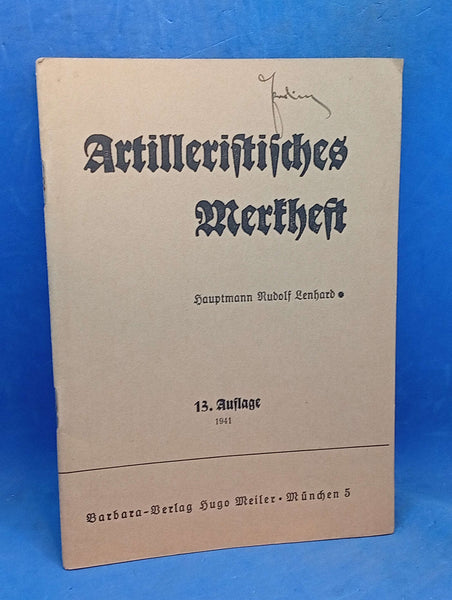 Artilleriſtiſches
Merkheft
Hauptmann Rudolf Lenhard
13. Auflage
1941
Barbara-Verlag Hugo Meiler • München 5